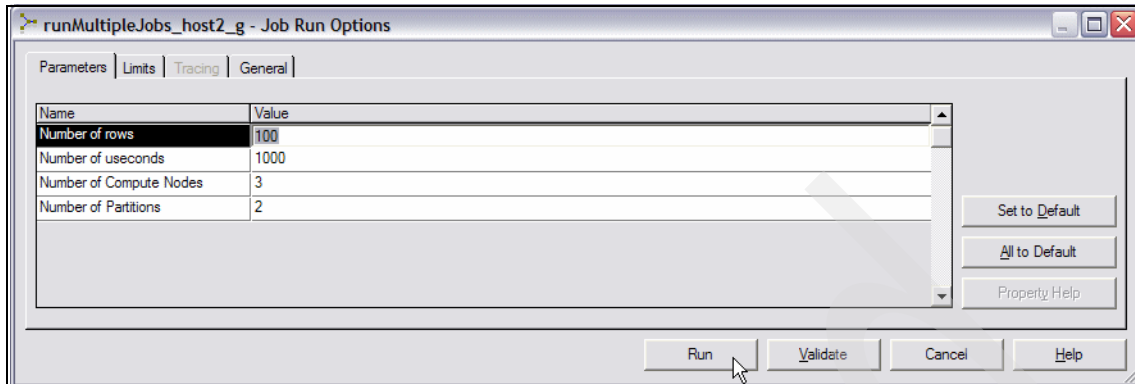 runMultipleJobs_host2_g - Job Run Options
Parameters Limits Tracing General
Name Value
Number of rows 100
Number of useconds 1000
Number of Compute Nodes 3
Number of Partitions 2
Set to Default
All to Default
Property Help
Run Validate Cancel Help